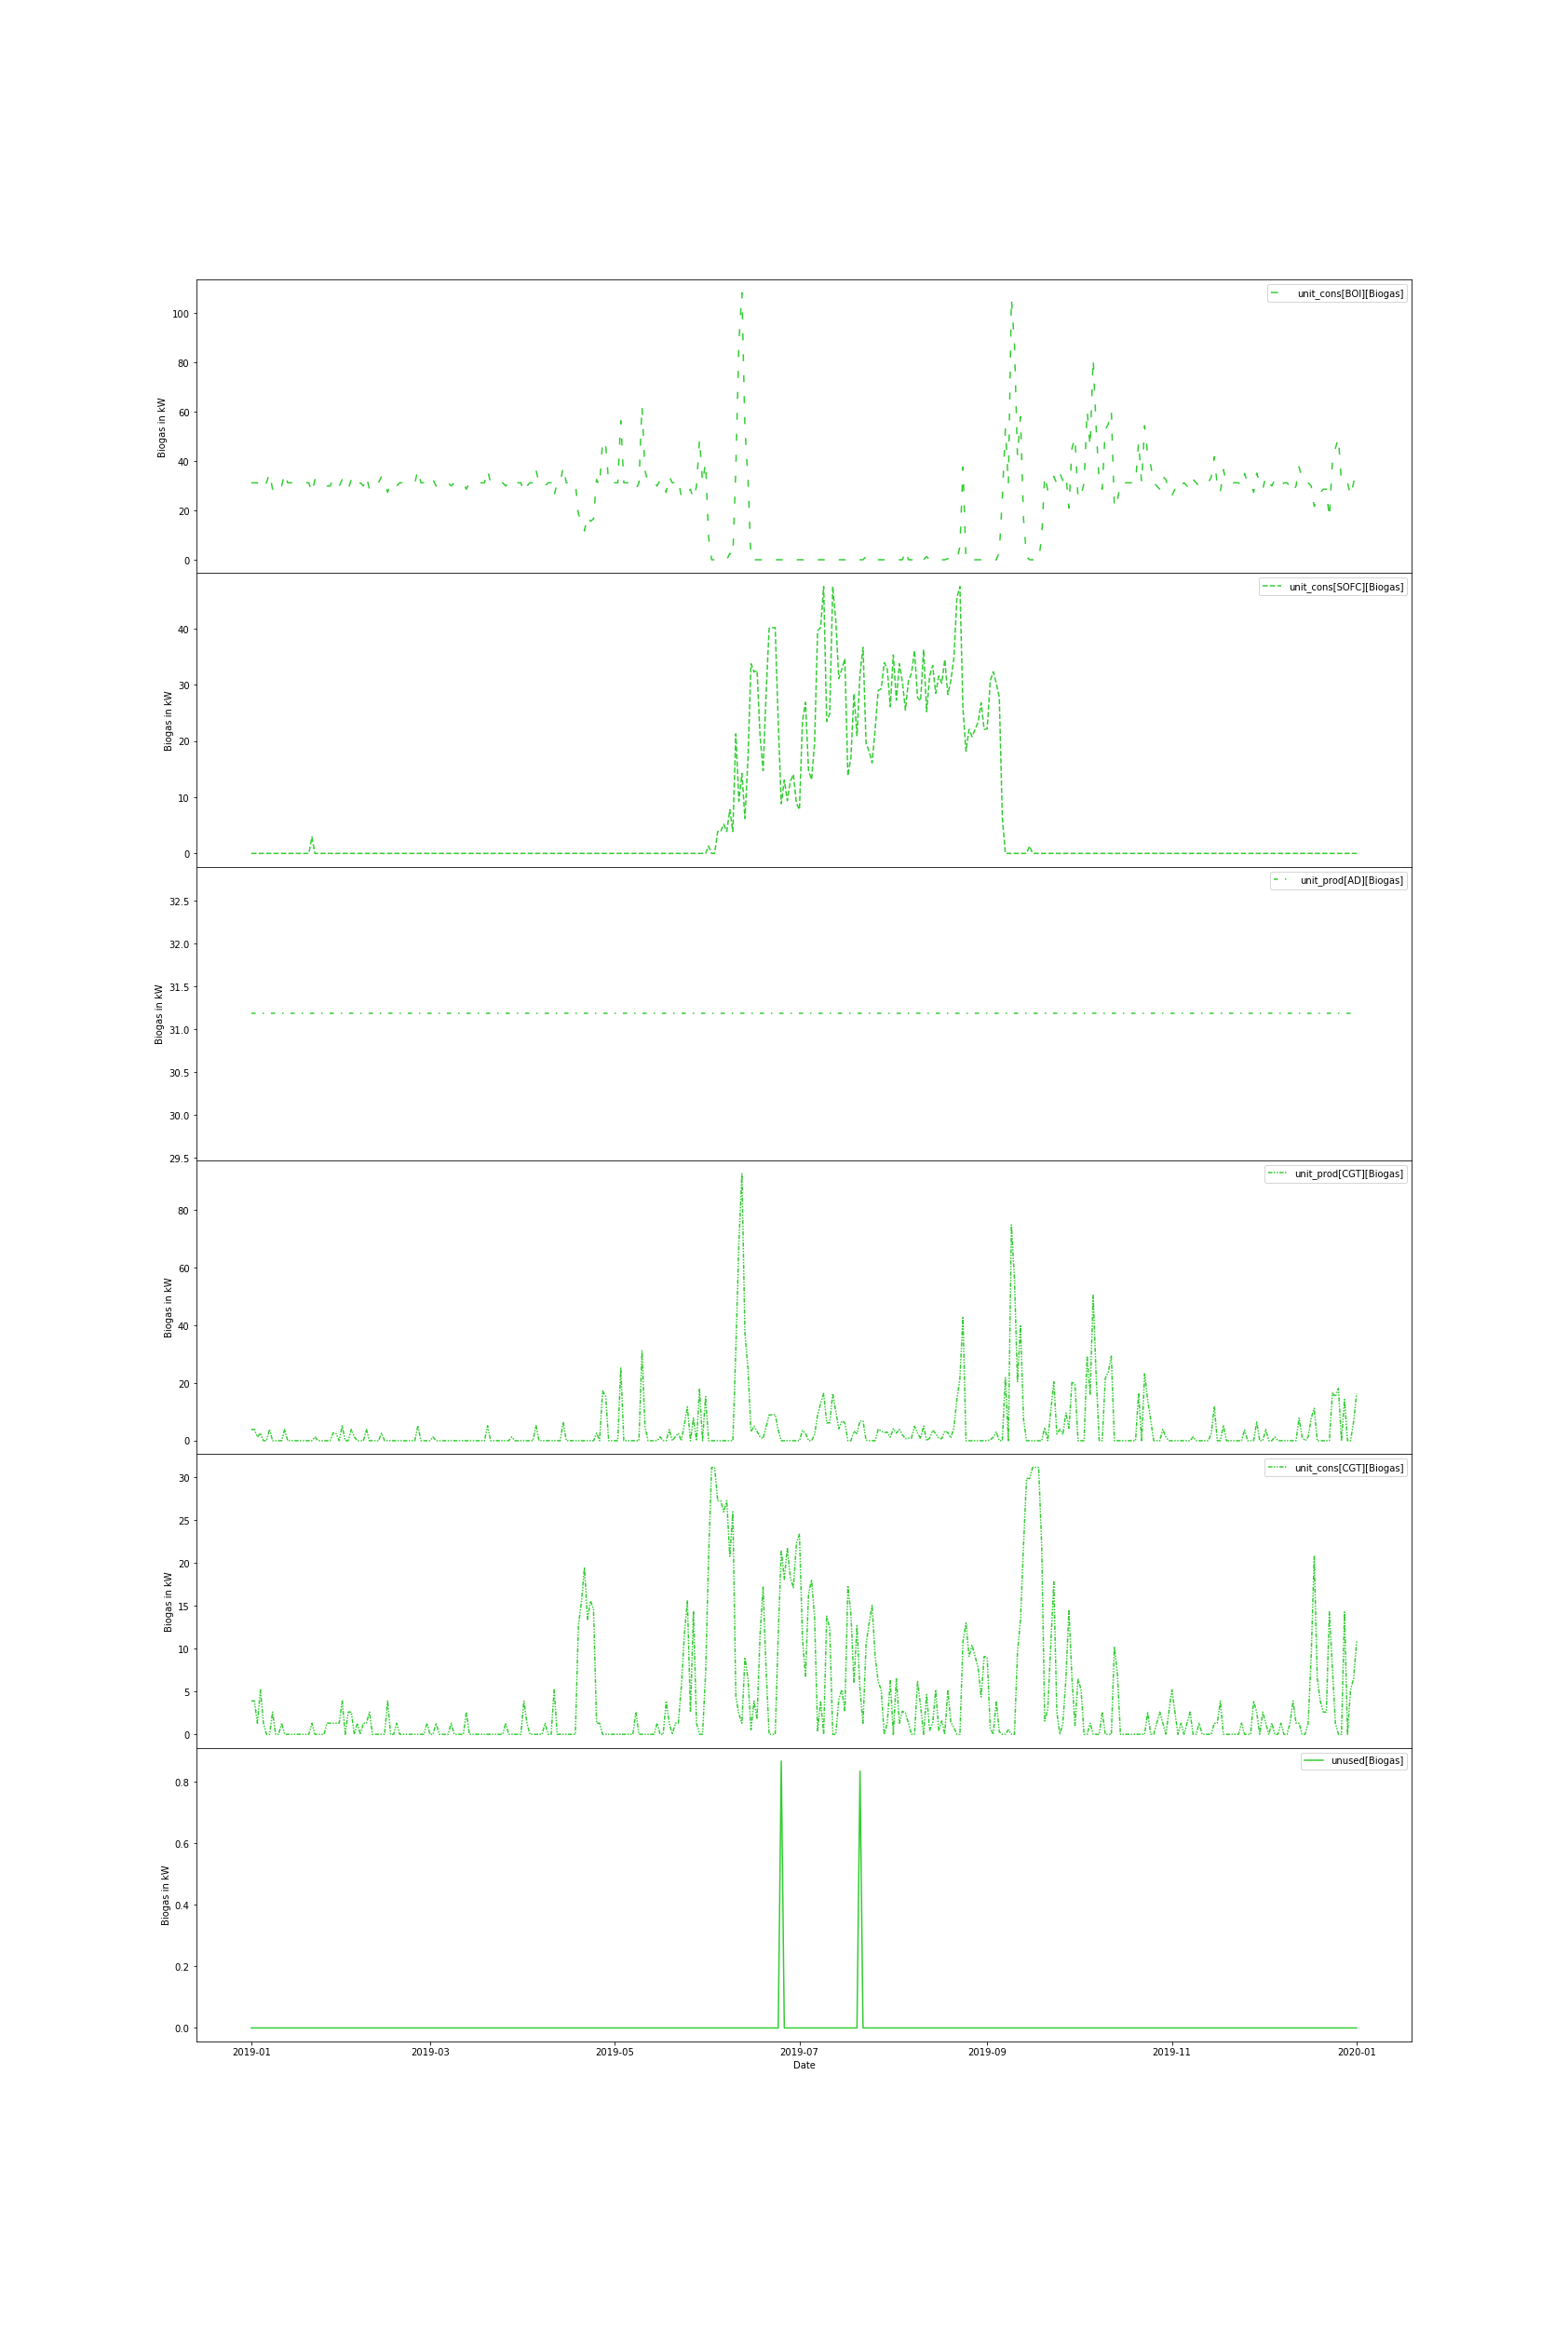 unit_cons[BOI][Biogas]
100
80
60
40
20
0
Biogas in kW
unit_cons[SOFC][Biogas]
40
30
20
10
0
Biogas in kW
unit_prod[AD][Biogas]
32.5
32.0
31.5
31.0
30.5
30.0
29.5
Biogas in kW
unit_prod[CGT][Biogas]
80
60
40
20
0
Biogas in kW
unit_cons[CGT][Biogas]
30
25
20
15
10
5
0
Biogas in kW
unused[Biogas]
0.8
0.6
0.4
0.2
0.0
Biogas in kW
2019-01 2019-03 2019-05 2019-07 2019-09 2019-11 2020-01
Date